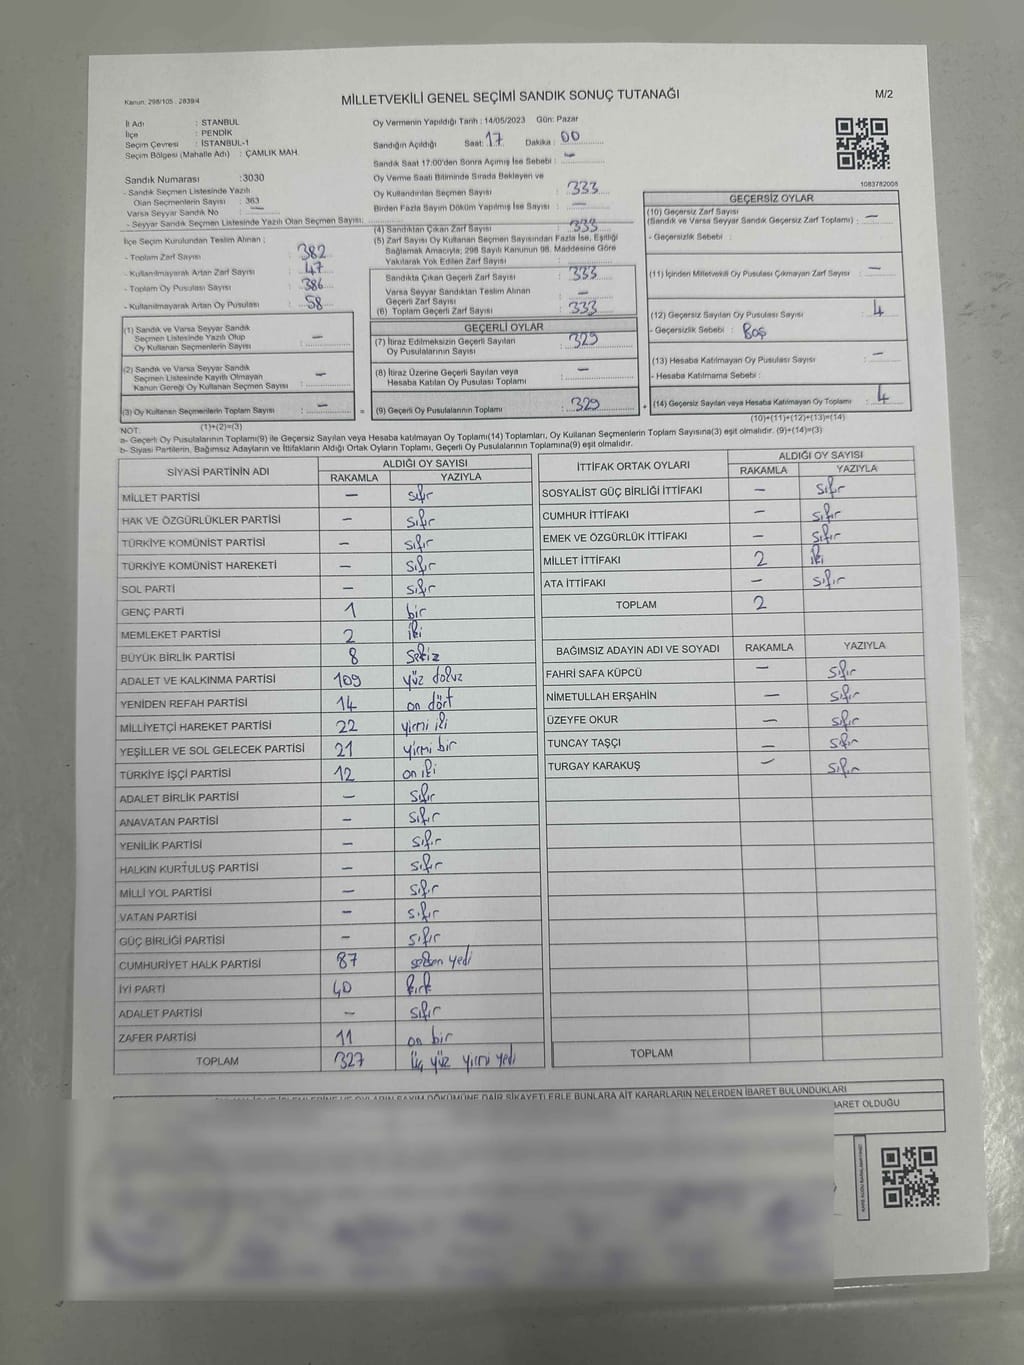 Kanun: 298/105 . 2839/4
MİLLETVEKİLİ GENEL SEÇİMİ SANDIK SONUÇ TUTANAĞI
M/2
İl Adı : STANBUL
İlçe : PENDİK
Seçim Çevresi : İSTANBUL-1
Seçim Bölgesi (Mahalle Adı) : ÇAMLIK MAH.
Sandık Numarası :3030
- Sandık Seçmen Listesinde Yazılı
Olan Seçmenlerin Sayısı : 363
Varsa Seyyar Sandık No —
- Seyyar Sandık Seçmen Listesinde Yazılı Olan Seçmen Sayısı:
Oy Vermenin Yapıldığı Tarih : 14/05/2023 Gün: Pazar
Sandığın Açıldığı Saat: 17 Dakika : 00
Sandık Saat 17:00'den Sonra Açılmış İse Sebebi : —
Oy Verme Saati Bitiminde Sırada Bekleyen ve
Oy Kullandırılan Seçmen Sayısı : 333
Birden Fazla Sayım Döküm Yapılmış İse Sayısı : —
1083782005
İlçe Seçim Kurulundan Teslim Alınan ;
- Toplam Zarf Sayısı : 382
- Kullanılmayarak Artan Zarf Sayısı : 47
- Toplam Oy Pusulası Sayısı : 386
- Kullanılmayarak Artan Oy Pusulası : 58
(1) Sandık ve Varsa Seyyar Sandık
Seçmen Listesinde Yazılı Olup
Oy Kullanan Seçmenlerin Sayısı : —
(2) Sandık ve Varsa Seyyar Sandık
Seçmen Listesinde Kayıtlı Olmayan
Kanun Gereği Oy Kullanan Seçmen Sayısı : —
(3) Oy Kullanan Seçmenlerin Toplam Sayısı : —
(1)+(2)=(3)
(4) Sandıktan Çıkan Zarf Sayısı : 333
(5) Zarf Sayısı Oy Kullanan Seçmen Sayısından Fazla İse, Eşitliği
Sağlamak Amacıyla; 298 Sayılı Kanunun 98. Maddesine Göre
Yakılarak Yok Edilen Zarf Sayısı :
Sandıkta Çıkan Geçerli Zarf Sayısı : 333
Varsa Seyyar Sandıktan Teslim Alınan
Geçerli Zarf Sayısı : —
(6) Toplam Geçerli Zarf Sayısı : 333
GEÇERLİ OYLAR
(7) İtiraz Edilmeksizin Geçerli Sayılan
Oy Pusulalarının Sayısı : 329
(8) İtiraz Üzerine Geçerli Sayılan veya
Hesaba Katılan Oy Pusulası Toplamı : —
= (9) Geçerli Oy Pusulalarının Toplamı : 329
GEÇERSİZ OYLAR
(10) Geçersiz Zarf Sayısı
(Sandık ve Varsa Seyyar Sandık Geçersiz Zarf Toplamı) : —
- Geçersizlik Sebebi :
(11) İçinden Milletvekili Oy Pusulası Çıkmayan Zarf Sayısı : —
(12) Geçersiz Sayılan Oy Pusulası Sayısı : 4
- Geçersizlik Sebebi : Boş
(13) Hesaba Katılmayan Oy Pusulası Sayısı : —
- Hesaba Katılmama Sebebi :
+ (14) Geçersiz Sayılan veya Hesaba Katılmayan Oy Toplamı : 4
(10)+(11)+(12)+(13)=(14)
NOT:
a- Geçerli Oy Pusulalarının Toplamı(9) ile Geçersiz Sayılan veya Hesaba katılmayan Oy Toplamı(14) Toplamları, Oy Kullanan Seçmenlerin Toplam Sayısına(3) eşit olmalıdır. (9)+(14)=(3)
b- Siyasi Partilerin, Bağımsız Adayların ve İttifakların Aldığı Ortak Oyların Toplamı, Geçerli Oy Pusulalarının Toplamına(9) eşit olmalıdır.
SİYASİ PARTİNİN ADI ALDIĞI OY SAYISI
RAKAMLA YAZIYLA
MİLLET PARTİSİ — sıfır
HAK VE ÖZGÜRLÜKLER PARTİSİ — sıfır
TÜRKİYE KOMÜNİST PARTİSİ — sıfır
TÜRKİYE KOMÜNİST HAREKETİ — sıfır
SOL PARTİ — sıfır
GENÇ PARTİ 1 bir
MEMLEKET PARTİSİ 2 iki
BÜYÜK BİRLİK PARTİSİ 8 sekiz
ADALET VE KALKINMA PARTİSİ 109 yüz dokuz
YENİDEN REFAH PARTİSİ 14 on dört
MİLLİYETÇİ HAREKET PARTİSİ 22 yirmi iki
YEŞİLLER VE SOL GELECEK PARTİSİ 21 yirmi bir
TÜRKİYE İŞÇİ PARTİSİ 12 on iki
ADALET BİRLİK PARTİSİ — sıfır
ANAVATAN PARTİSİ — sıfır
YENİLİK PARTİSİ — sıfır
HALKIN KURTULUŞ PARTİSİ — sıfır
MİLLİ YOL PARTİSİ — sıfır
VATAN PARTİSİ — sıfır
GÜÇ BİRLİĞİ PARTİSİ — sıfır
CUMHURİYET HALK PARTİSİ 87 seksen yedi
İYİ PARTİ 40 kırk
ADALET PARTİSİ — sıfır
ZAFER PARTİSİ 11 on bir
TOPLAM 327 üç yüz yirmi yedi
İTTİFAK ORTAK OYLARI ALDIĞI OY SAYISI
RAKAMLA YAZIYLA
SOSYALİST GÜÇ BİRLİĞİ İTTİFAKI — sıfır
CUMHUR İTTİFAKI — sıfır
EMEK VE ÖZGÜRLÜK İTTİFAKI — sıfır
MİLLET İTTİFAKI 2 iki
ATA İTTİFAKI — sıfır
TOPLAM 2
BAĞIMSIZ ADAYIN ADI VE SOYADI RAKAMLA YAZIYLA
FAHRİ SAFA KÜPCÜ — sıfır
NİMETULLAH ERŞAHİN — sıfır
ÜZEYFE OKUR — sıfır
TUNCAY TAŞÇI — sıfır
TURGAY KARAKUŞ — sıfır
TOPLAM
DÖKÜMÜNE DAİR ŞİKAYETLERLE BUNLARA AİT KARARLARIN NELERDEN İBARET BULUNDUKLARI
BARET OLDUĞU